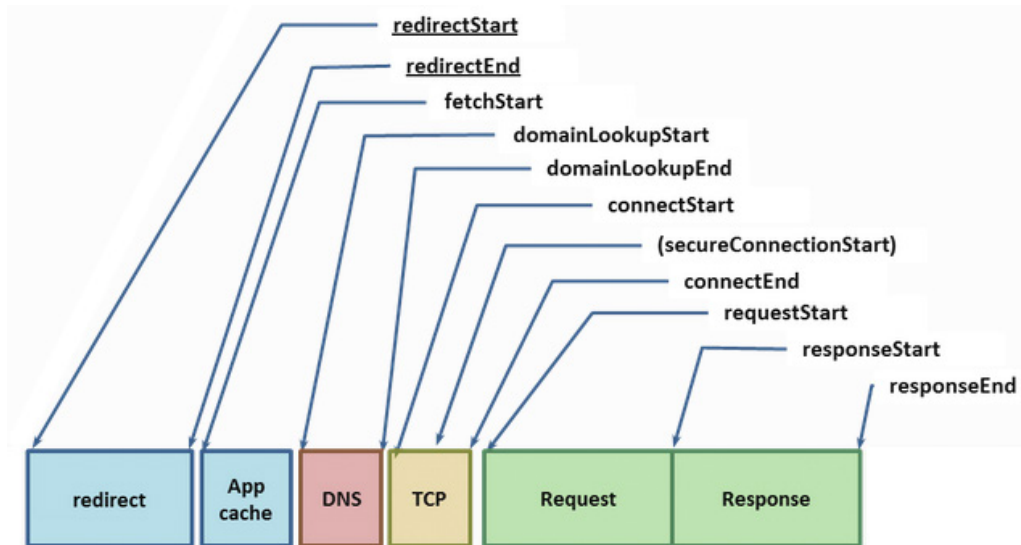 redirectStart
redirectEnd
fetchStart
domainLookupStart
domainLookupEnd
connectStart
(secureConnectionStart)
connectEnd
requestStart
responseStart
responseEnd
redirect
App
cache
DNS
TCP
Request
Response